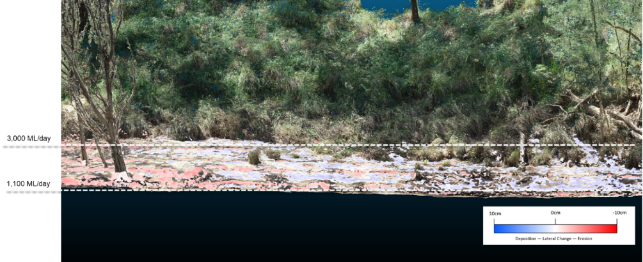 3,000 ML/day
1,100 ML/day
10cm 0cm -10cm
Deposition — Lateral Change — Erosion